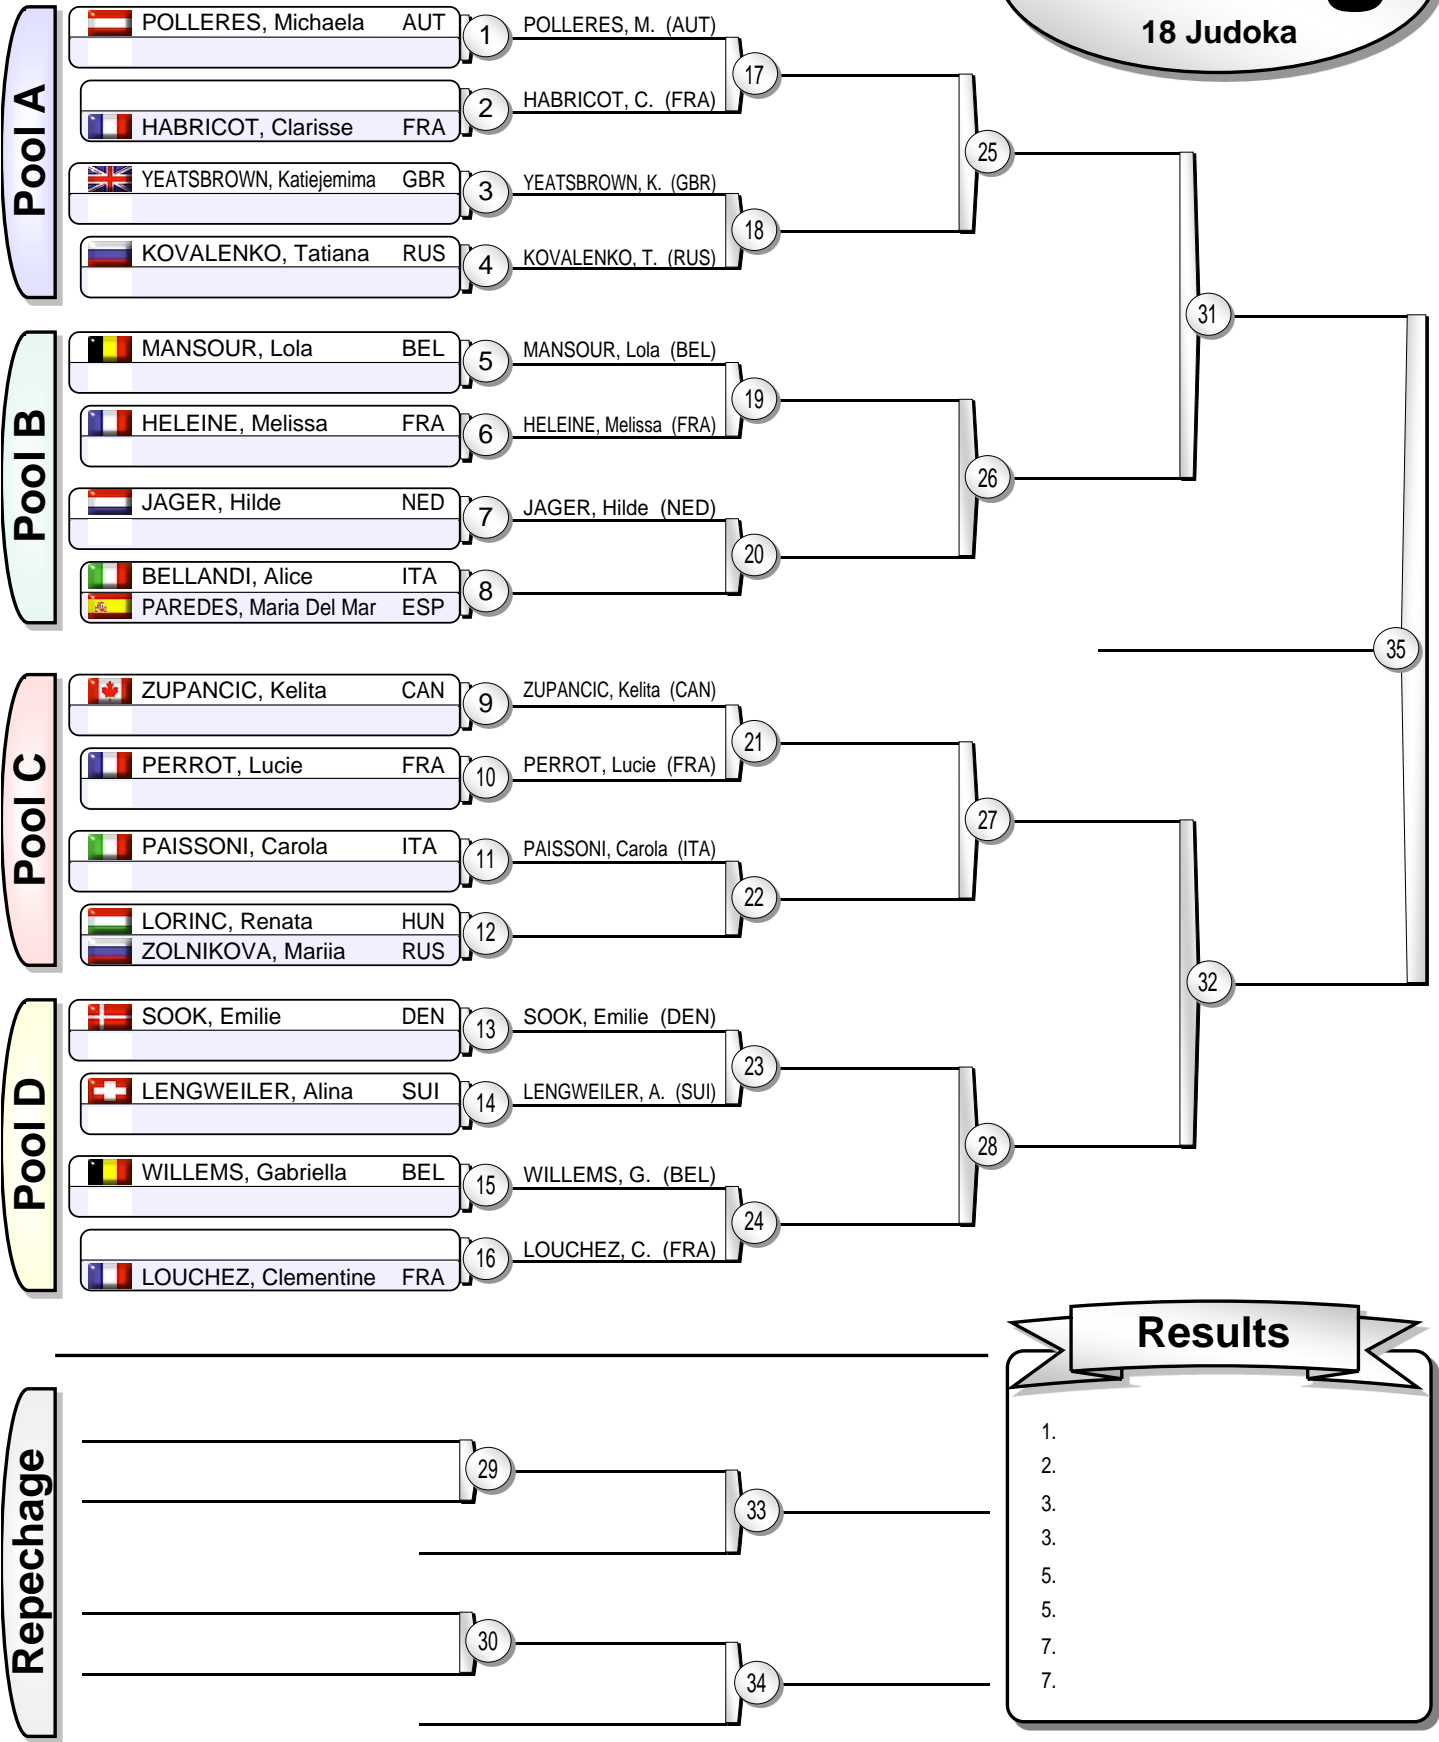 18 Judoka
Pool A
POLLERES, Michaela AUT
1
POLLERES, M. (AUT)
17
2
HABRICOT, C. (FRA)
HABRICOT, Clarisse FRA
25
YEATSBROWN, Katiejemima GBR
3
YEATSBROWN, K. (GBR)
18
KOVALENKO, Tatiana RUS
4
KOVALENKO, T. (RUS)
31
Pool B
MANSOUR, Lola BEL
5
MANSOUR, Lola (BEL)
19
HELEINE, Melissa FRA
6
HELEINE, Melissa (FRA)
26
JAGER, Hilde NED
7
JAGER, Hilde (NED)
20
BELLANDI, Alice ITA
8
PAREDES, Maria Del Mar ESP
35
Pool C
ZUPANCIC, Kelita CAN
9
ZUPANCIC, Kelita (CAN)
21
PERROT, Lucie FRA
10
PERROT, Lucie (FRA)
27
PAISSONI, Carola ITA
11
PAISSONI, Carola (ITA)
22
LORINC, Renata HUN
12
ZOLNIKOVA, Mariia RUS
32
Pool D
SOOK, Emilie DEN
13
SOOK, Emilie (DEN)
23
LENGWEILER, Alina SUI
14
LENGWEILER, A. (SUI)
28
WILLEMS, Gabriella BEL
15
WILLEMS, G. (BEL)
24
16
LOUCHEZ, C. (FRA)
LOUCHEZ, Clementine FRA
Repechage
29
33
30
34
Results
1.
2.
3.
3.
5.
5.
7.
7.